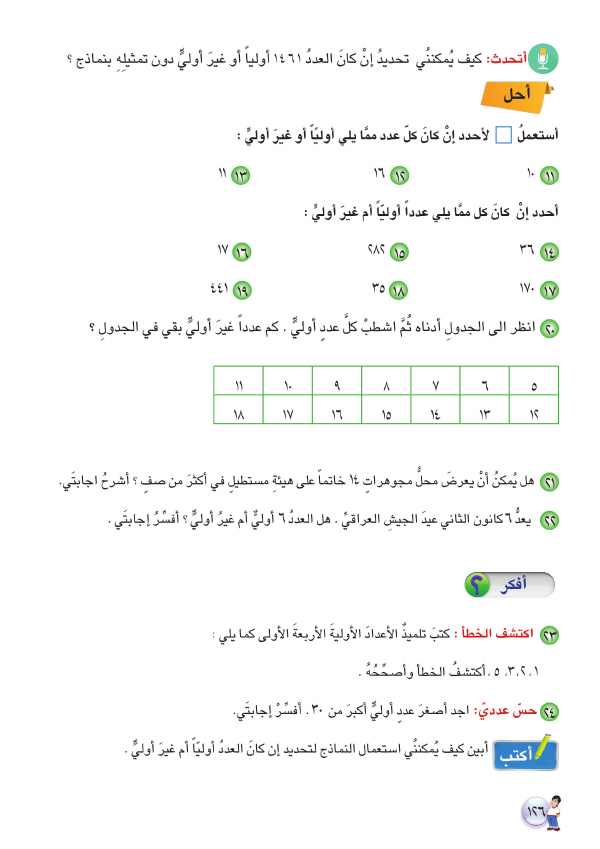 أتحدث: كيف يُمكننُي تحديدُ إنْ كانَ العددُ ١٤٦١ أولياً أو غيرَ أوليٍّ دون تمثيلِهِ بنماذج ؟
أحل
أستعملُ □ لأحدد إنْ كانَ كلّ عدد ممّا يلي أوليّاً أو غيرَ أوليٍّ :
١١ ١٠ ١٢ ١٦ ١٣ ١١
أحدد إنْ كانَ كل ممّا يلي عدداً أوليّاً أم غيرَ أوليٍّ :
١٤ ٣٦ ١٥ ٢٨٢ ١٦ ١٧
١٧ ١٧٠ ١٨ ٣٥ ١٩ ٤٤١
٢٠ انظر الى الجدولِ أدناه ثُمَّ اشطبْ كلَّ عددٍ أوليٍّ . كم عدداً غيرَ أوليٍّ بقي في الجدولِ ؟
٥ ٦ ٧ ٨ ٩ ١٠ ١١
١٢ ١٣ ١٤ ١٥ ١٦ ١٧ ١٨
٢١ هل يُمكنُ أنْ يعرضَ محلُّ مجوهراتٍ ١٤ خاتماً على هيئةِ مستطيلٍ في أكثرَ من صفٍ ؟ أشرحُ اجابتَي.
٢٢ يعدُّ ٦ كانون الثاني عيدَ الجيشِ العراقيِّ . هل العددُ ٦ أوليٌّ أم غيرُ أوليٍّ؟ أفسِّرُ إجابتَي .
أفكر ؟
٢٣ اكتشف الخطأ : كتبَ تلميذٌ الأعدادَ الأوليةَ الأربعةَ الأولى كما يلي :
١ ،٢ ،٣ ، ٥ ،أكتشفُ الخطأ وأصحِّحُهُ .
٢٤ حسّ عدديّ: اجد أصغرَ عددٍ أوليٍّ أكبرَ من ٣٠. أفسِّرْ إجابتَي.
أكتب أبين كيف يُمكننُي استعمال النماذج لتحديد إن كانَ العددُ أوليّاً أم غيرَ أوليٍّ .
١٢٦